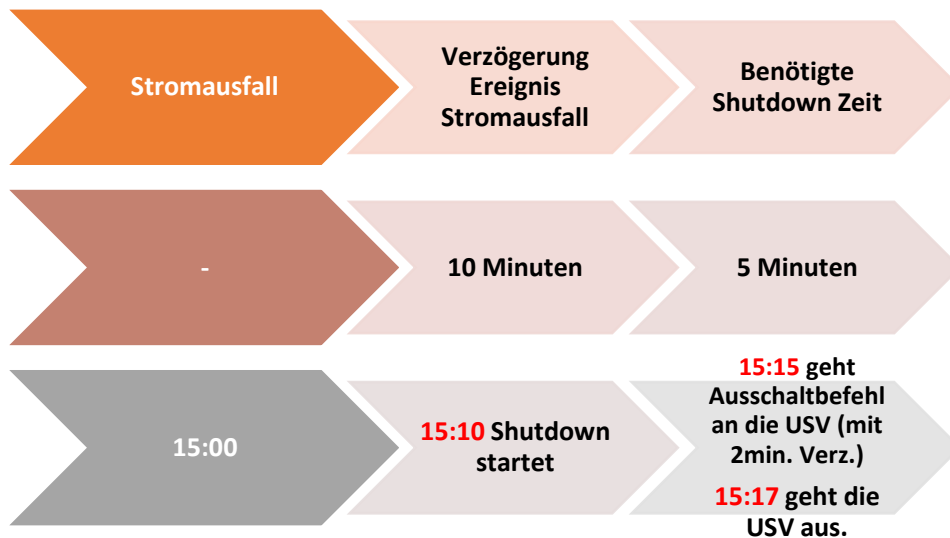 Stromausfall
Verzögerung
Ereignis
Stromausfall
Benötigte
Shutdown Zeit
-
10 Minuten
5 Minuten
15:00
15:10 Shutdown
startet
15:15 geht
Ausschaltbefehl
an die USV (mit
2min. Verz.)
15:17 geht die
USV aus.